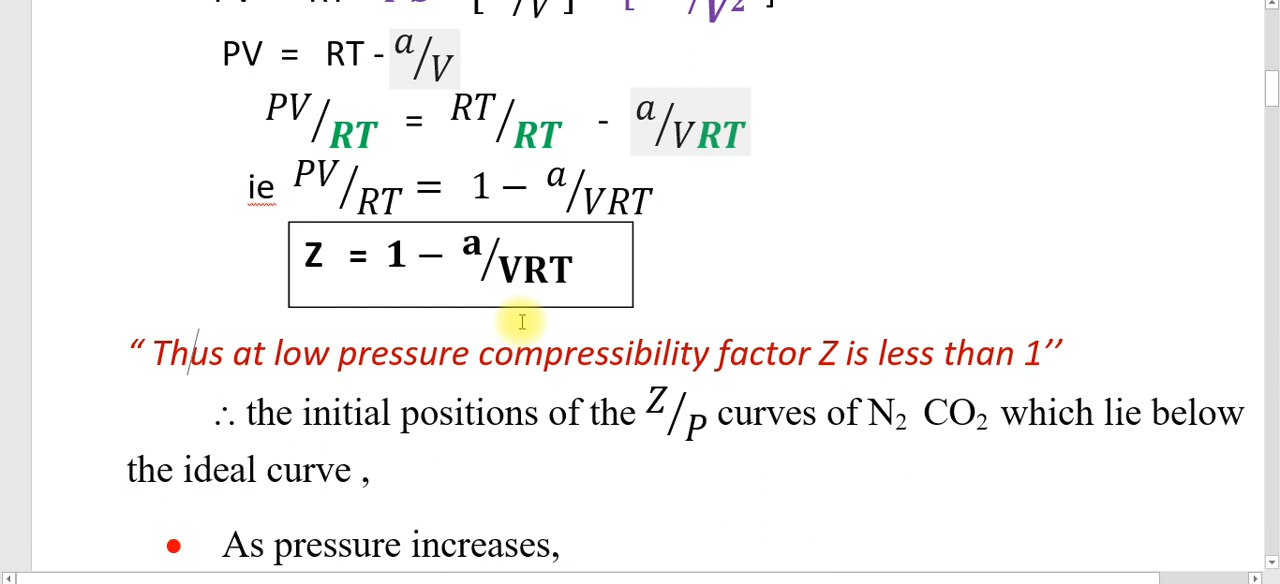 PV = RT - a/V
PV/RT = RT/RT - a/VRT
ie PV/RT = 1 − a/VRT
Z = 1 − a/VRT
“ Thus at low pressure compressibility factor Z is less than 1’’
∴ the initial positions of the Z/P curves of N₂ CO₂ which lie below
the ideal curve ,
• As pressure increases,